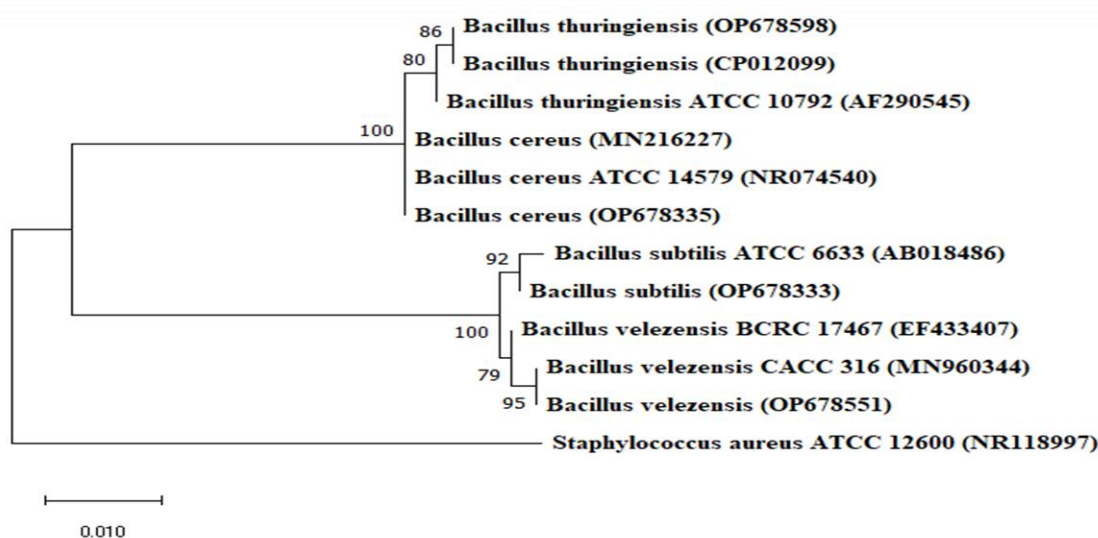 86
Bacillus thuringiensis (OP678598)
80
Bacillus thuringiensis (CP012099)
Bacillus thuringiensis ATCC 10792 (AF290545)
100
Bacillus cereus (MN216227)
Bacillus cereus ATCC 14579 (NR074540)
Bacillus cereus (OP678335)
92
Bacillus subtilis ATCC 6633 (AB018486)
Bacillus subtilis (OP678333)
100
Bacillus velezensis BCRC 17467 (EF433407)
79
Bacillus velezensis CACC 316 (MN960344)
95
Bacillus velezensis (OP678551)
Staphylococcus aureus ATCC 12600 (NR118997)
0.010